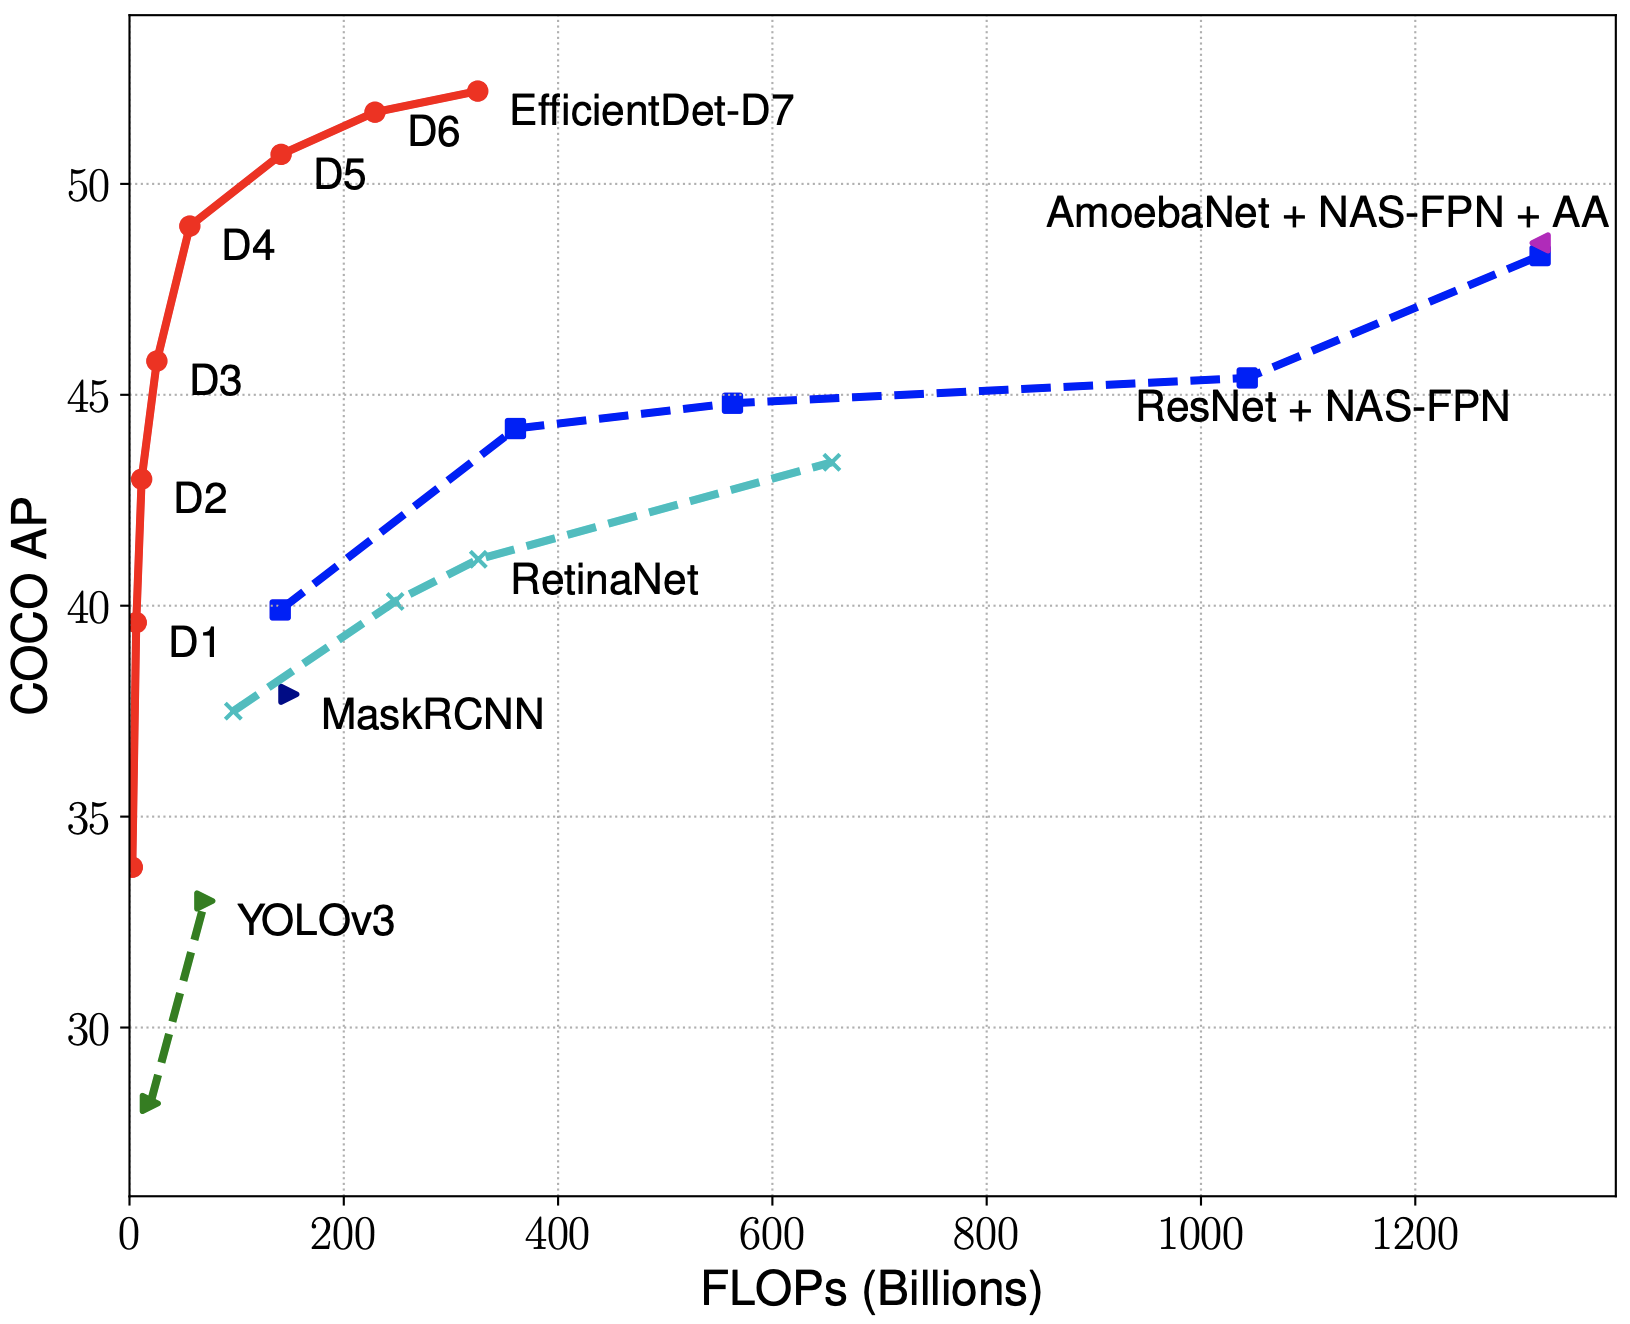 EfficientDet-D7
D6
D5
50
AmoebaNet + NAS-FPN + AA
D4
D3
45
ResNet + NAS-FPN
D2
RetinaNet
40
D1
COCO AP
MaskRCNN
35
YOLOv3
30
0 200 400 600 800 1000 1200
FLOPs (Billions)